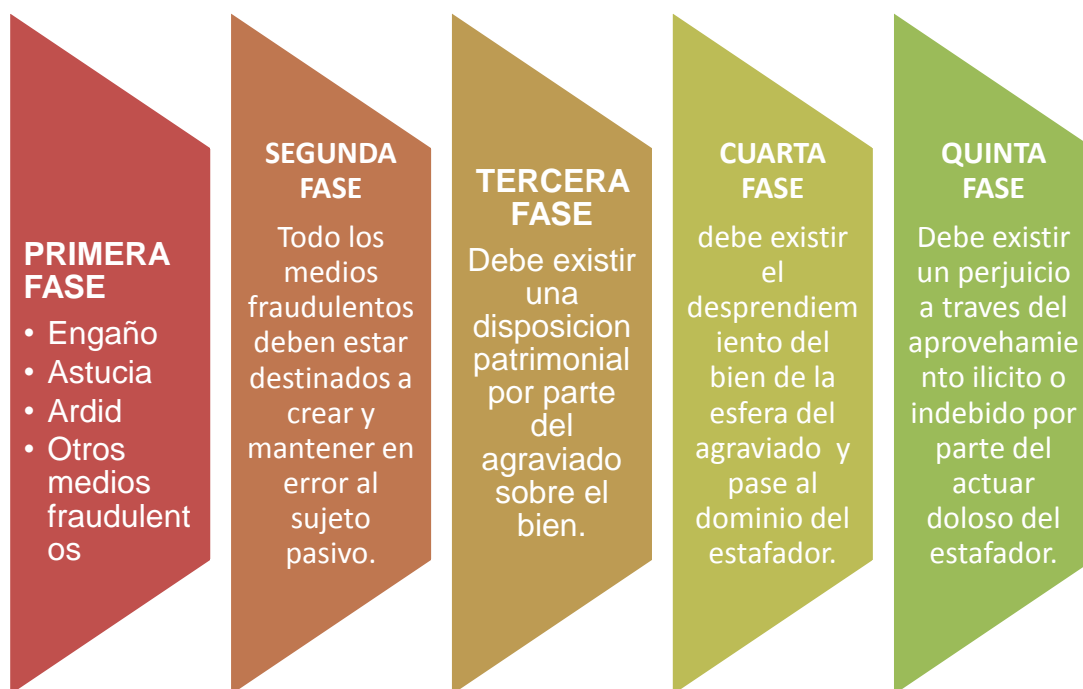 PRIMERA
FASE
• Engaño
• Astucia
• Ardid
• Otros
medios
fraudulent
os
SEGUNDA
FASE
Todo los
medios
fraudulentos
deben estar
destinados a
crear y
mantener en
error al
sujeto
pasivo.
TERCERA
FASE
Debe existir
una
disposicion
patrimonial
por parte
del
agraviado
sobre el
bien.
CUARTA
FASE
debe existir
el
desprendiem
iento del
bien de la
esfera del
agraviado y
pase al
dominio del
estafador.
QUINTA
FASE
Debe existir
un perjuicio
a traves del
aprovehamie
nto ilicito o
indebido por
parte del
actuar
doloso del
estafador.